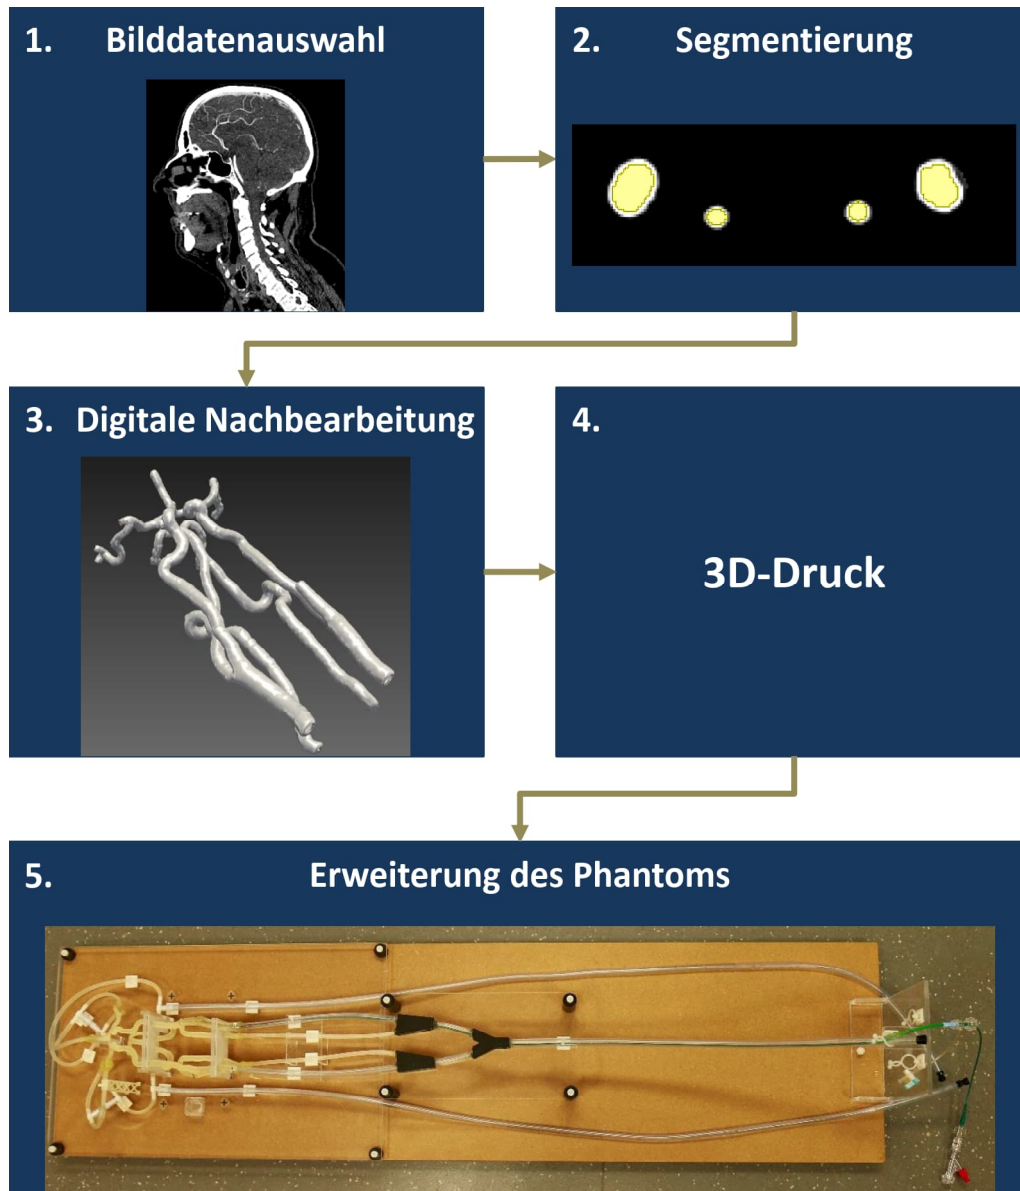 1. Bilddatenauswahl
2. Segmentierung
3. Digitale Nachbearbeitung
4.
3D-Druck
5. Erweiterung des Phantoms